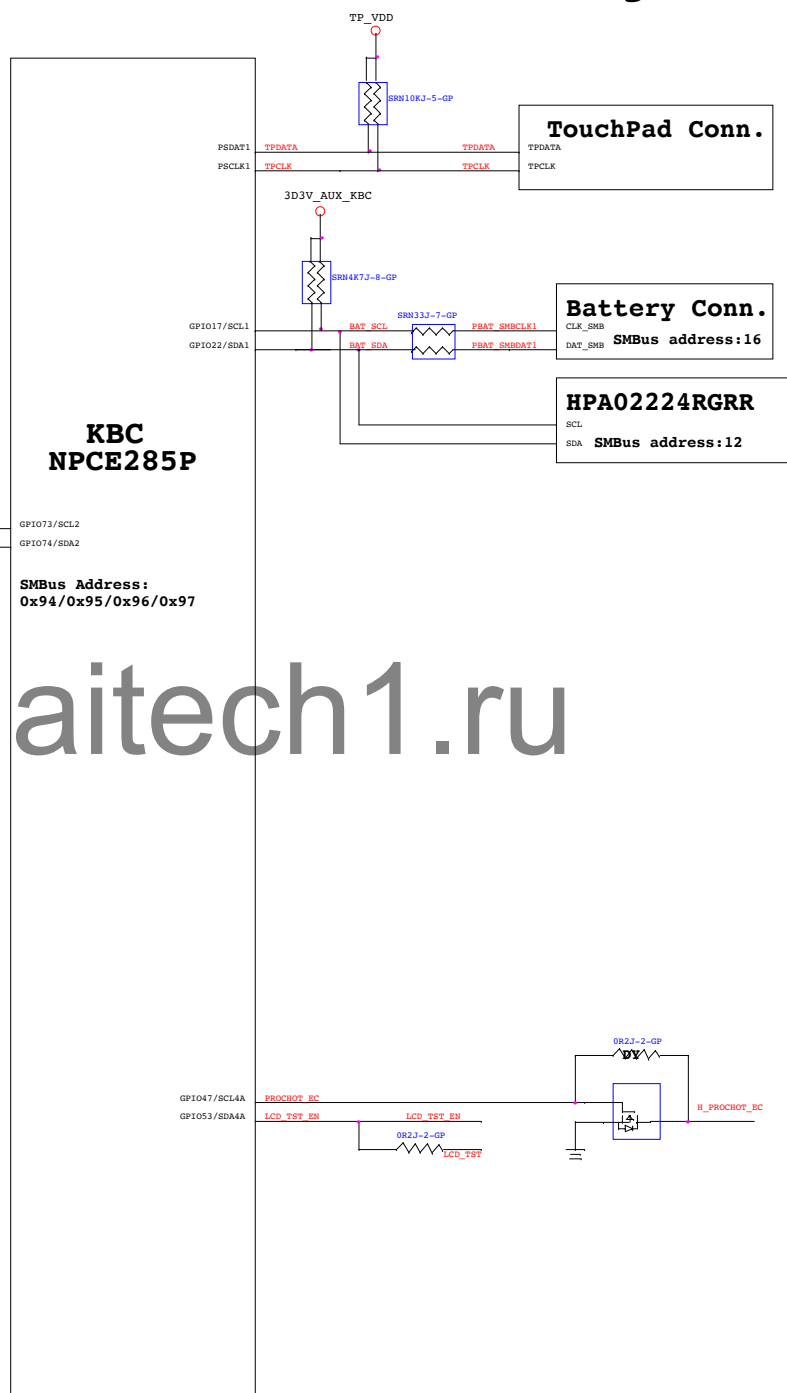 g
TP_VDD
SRN10KJ-5-GP
TouchPad Conn.
PSDAT1 TPDATA TPDATA TPDATA
PSCLK1 TPCLK TPCLK TPCLK
3D3V_AUX_KBC
SRN4K7J-8-GP
SRN33J-7-GP
Battery Conn.
GPIO17/SCL1 BAT_SCL PBAT_SMBCLK1 CLK_SMB
GPIO22/SDA1 BAT_SDA PBAT_SMBDAT1 DAT_SMB SMBus address:16
HPA02224RGRR
SCL
SDA SMBus address:12
KBC
NPCE285P
GPIO73/SCL2
GPIO74/SDA2
SMBus Address:
0x94/0x95/0x96/0x97
aitech1.ru
0R2J-2-GP
DY
GPIO47/SCL4A PROCHOT_EC H_PROCHOT_EC
GPIO53/SDA4A LCD_TST_EN LCD_TST_EN
0R2J-2-GP
LCD_TST